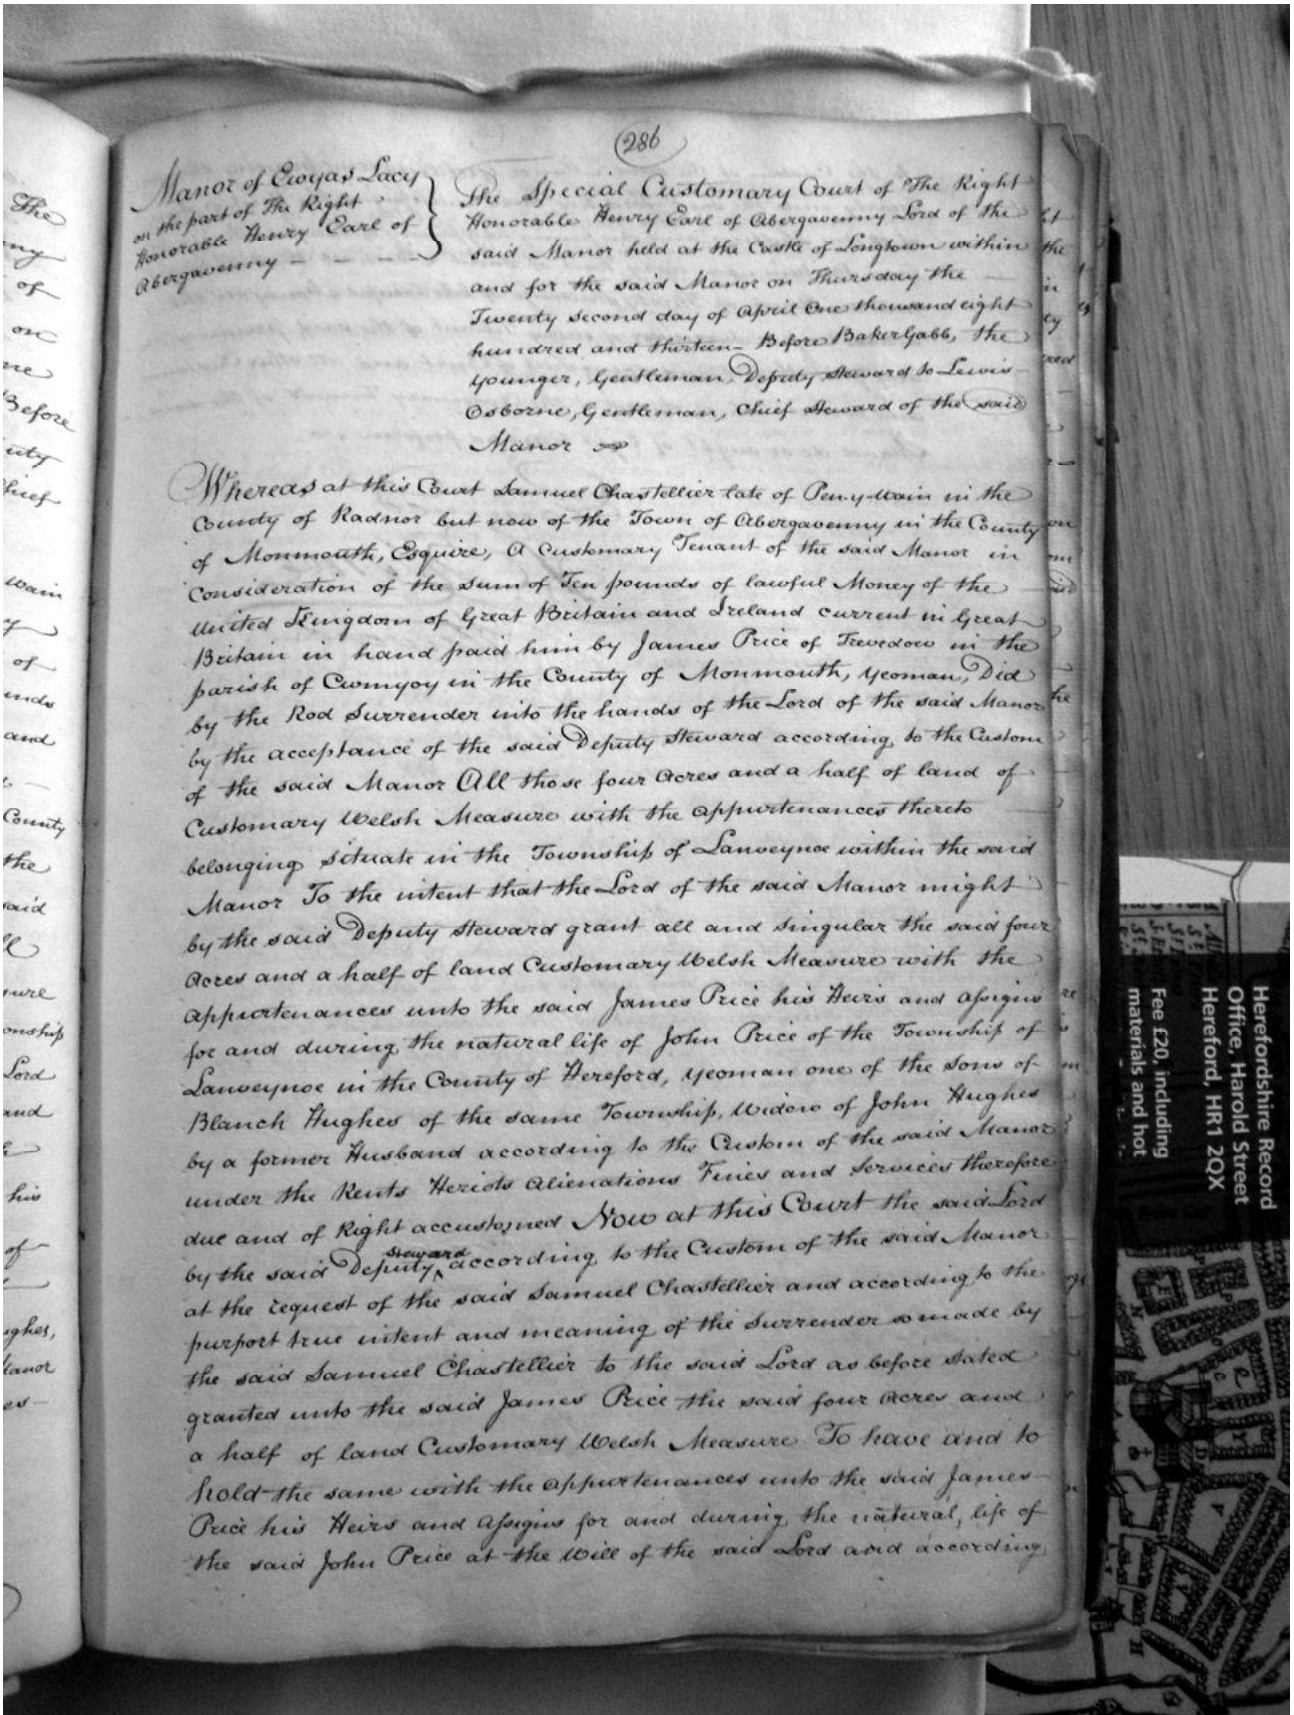 286
Manor of Ewyas Lacy
on the part of The Right
Honorable Henry Earl of
Abergavenny
The Special Customary Court of The Right
Honorable Henry Earl of Abergavenny Lord of the
said Manor held at the Castle of Longtown within
and for the said Manor on Thursday the
Twenty second day of April One thousand eight
hundred and thirteen - Before Baker Gabb, the
younger, Gentleman, Deputy Steward to Lewis
Osborne, Gentleman, Chief Steward of the said
Manor
Whereas at this Court Samuel Chastellier late of Pen-y-wain in the
County of Radnor but now of the Town of Abergavenny in the County
of Monmouth, Esquire, A Customary Tenant of the said Manor in
Consideration of the Sum of Ten pounds of lawful Money of the
United Kingdom of Great Britain and Ireland current in Great
Britain in hand paid him by James Price of Trevedow in the
parish of Cwmyoy in the County of Monmouth, yeoman, Did
by the Rod Surrender into the hands of the Lord of the said Manor
by the acceptance of the said Deputy Steward according to the Custom
of the said Manor All those four Acres and a half of land of
Customary Welsh Measure with the appurtenances thereto
belonging situate in the Township of Lanveynoe within the said
Manor To the intent that the Lord of the said Manor might
by the said Deputy Steward grant all and singular the said four
Acres and a half of land Customary Welsh Measure with the
appurtenances unto the said James Price his Heirs and assigns
for and during the natural life of John Price of the Township of
Lanveynoe in the County of Hereford, yeoman one of the Sons of
Blanch Hughes of the same Township, Widow of John Hughes
by a former Husband according to the Custom of the said Manor
under the Rents Heriots Alienations Fines and Services therefore
due and of Right accustomed Now at this Court the said Lord
by the said Deputy Steward according to the Custom of the said Manor
at the request of the said Samuel Chastellier and according to the
purport true intent and meaning of the Surrender so made by
the said Samuel Chastellier to the said Lord as before stated
granted unto the said James Price the said four Acres and
a half of land Customary Welsh Measure To have and to
hold the same with the appurtenances unto the said James
Price his Heirs and Assigns for and during the natural life of
the said John Price at the Will of the said Lord and according
Herefordshire Record
Office, Harold Street
Hereford, HR1 2QX
Fee £20, including
materials and hot